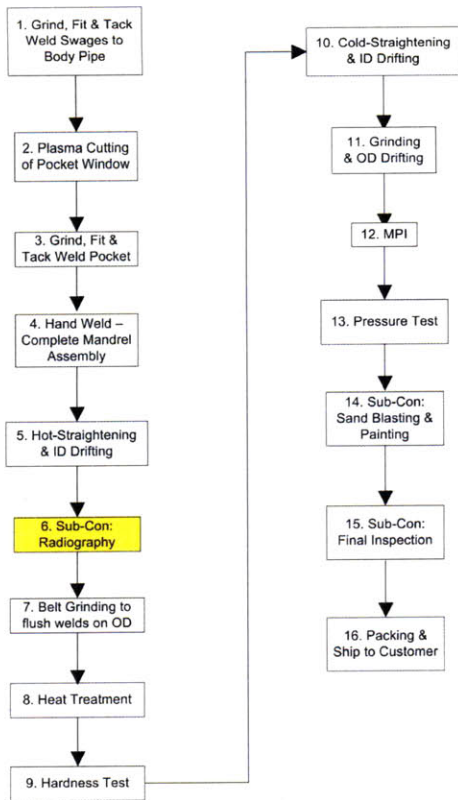 1. Grind, Fit & Tack
Weld Swages to
Body Pipe
2. Plasma Cutting
of Pocket Window
3. Grind, Fit &
Tack Weld Pocket
4. Hand Weld –
Complete Mandrel
Assembly
5. Hot-Straightening
& ID Drifting
6. Sub-Con:
Radiography
7. Belt Grinding to
flush welds on OD
8. Heat Treatment
9. Hardness Test
10. Cold-Straightening
& ID Drifting
11. Grinding
& OD Drifting
12. MPI
13. Pressure Test
14. Sub-Con:
Sand Blasting &
Painting
15. Sub-Con:
Final Inspection
16. Packing &
Ship to Customer